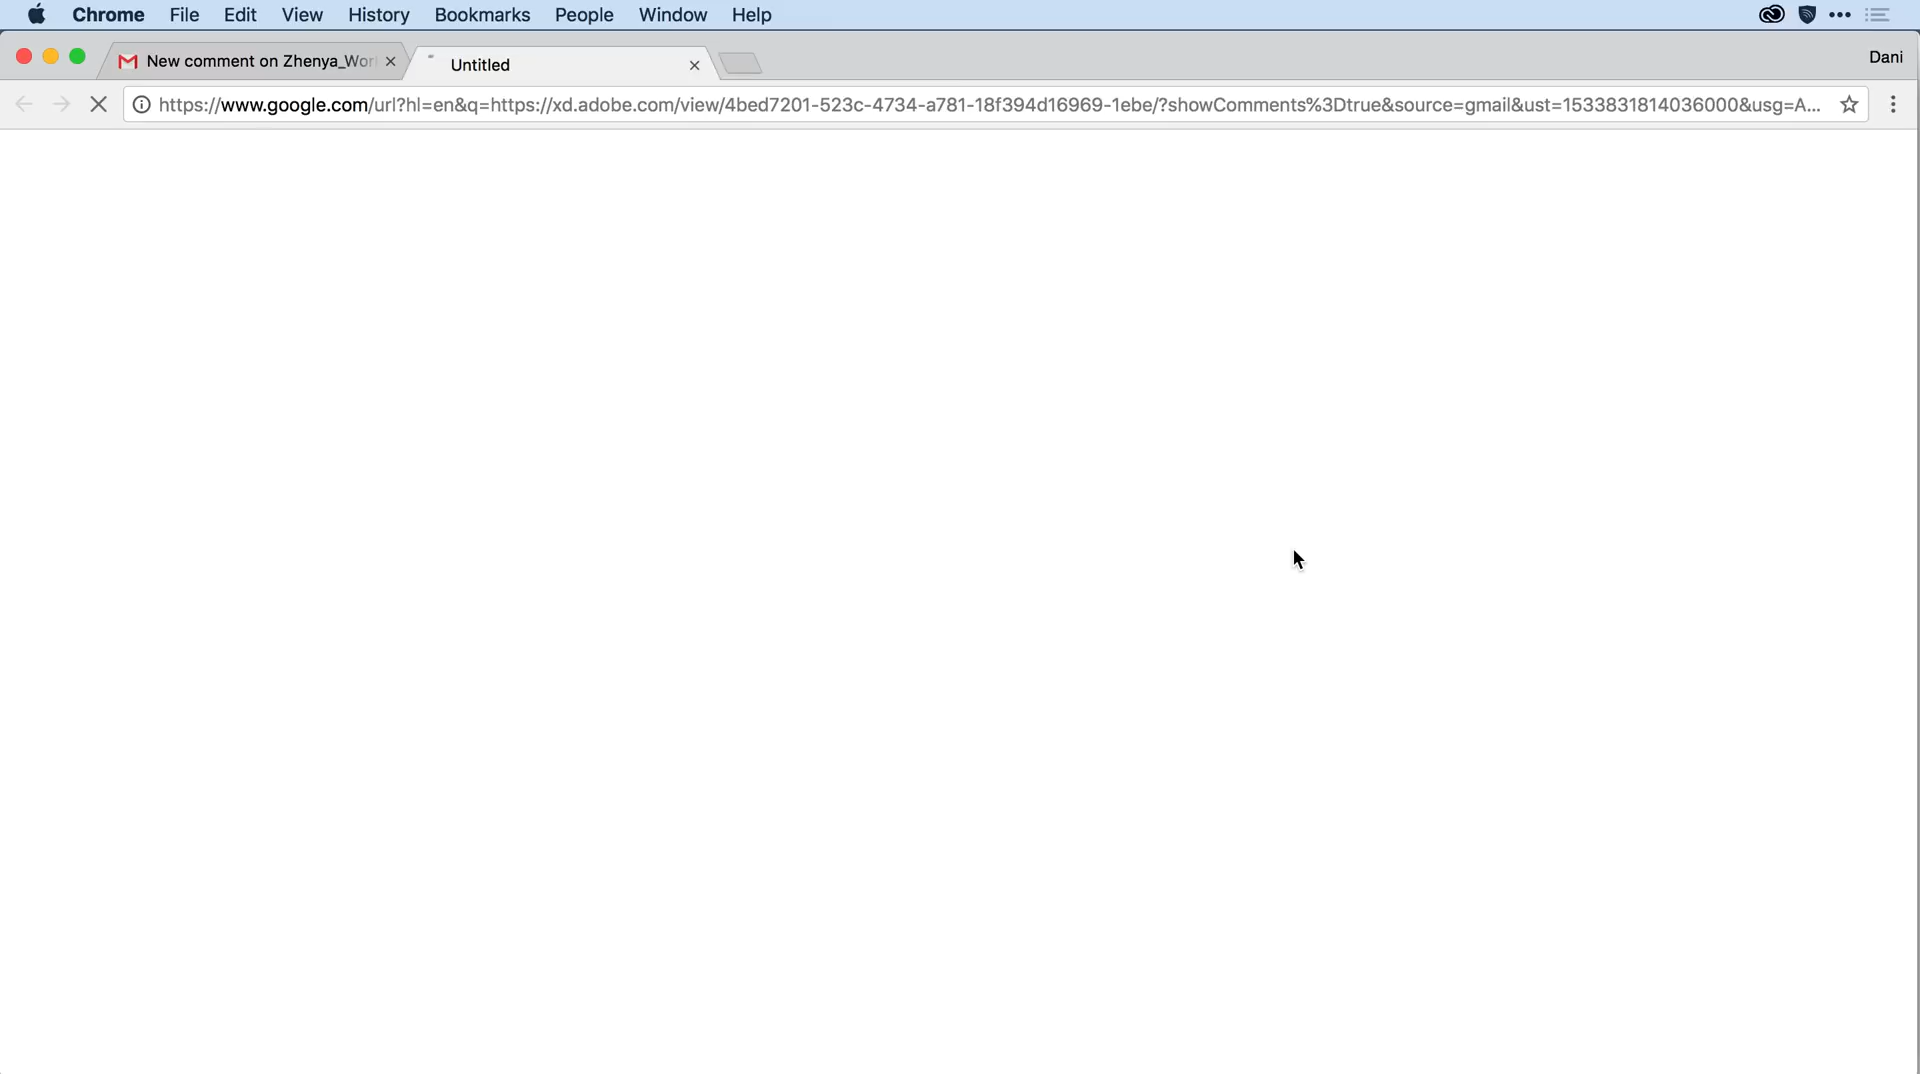 Chrome File Edit View History Bookmarks People Window Help
New comment on Zhenya_Wor
Untitled
Dani
https://www.google.com/url?hl=en&q=https://xd.adobe.com/view/4bed7201-523c-4734-a781-18f394d16969-1ebe/?showComments%3Dtrue&source=gmail&ust=1533831814036000&usg=A...